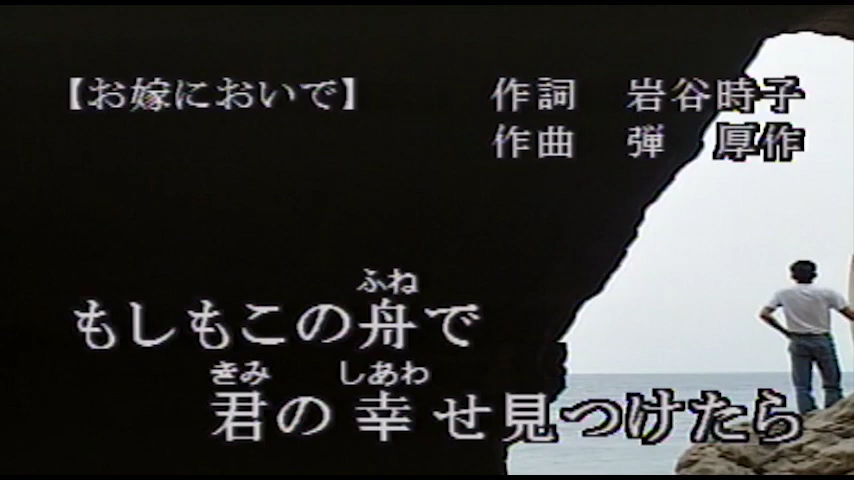 【お嫁においで】
作詞 岩谷時子
作曲 弾 厚作
ふね
もしもこの舟で
きみ しあわ
君の幸せ見つけたら